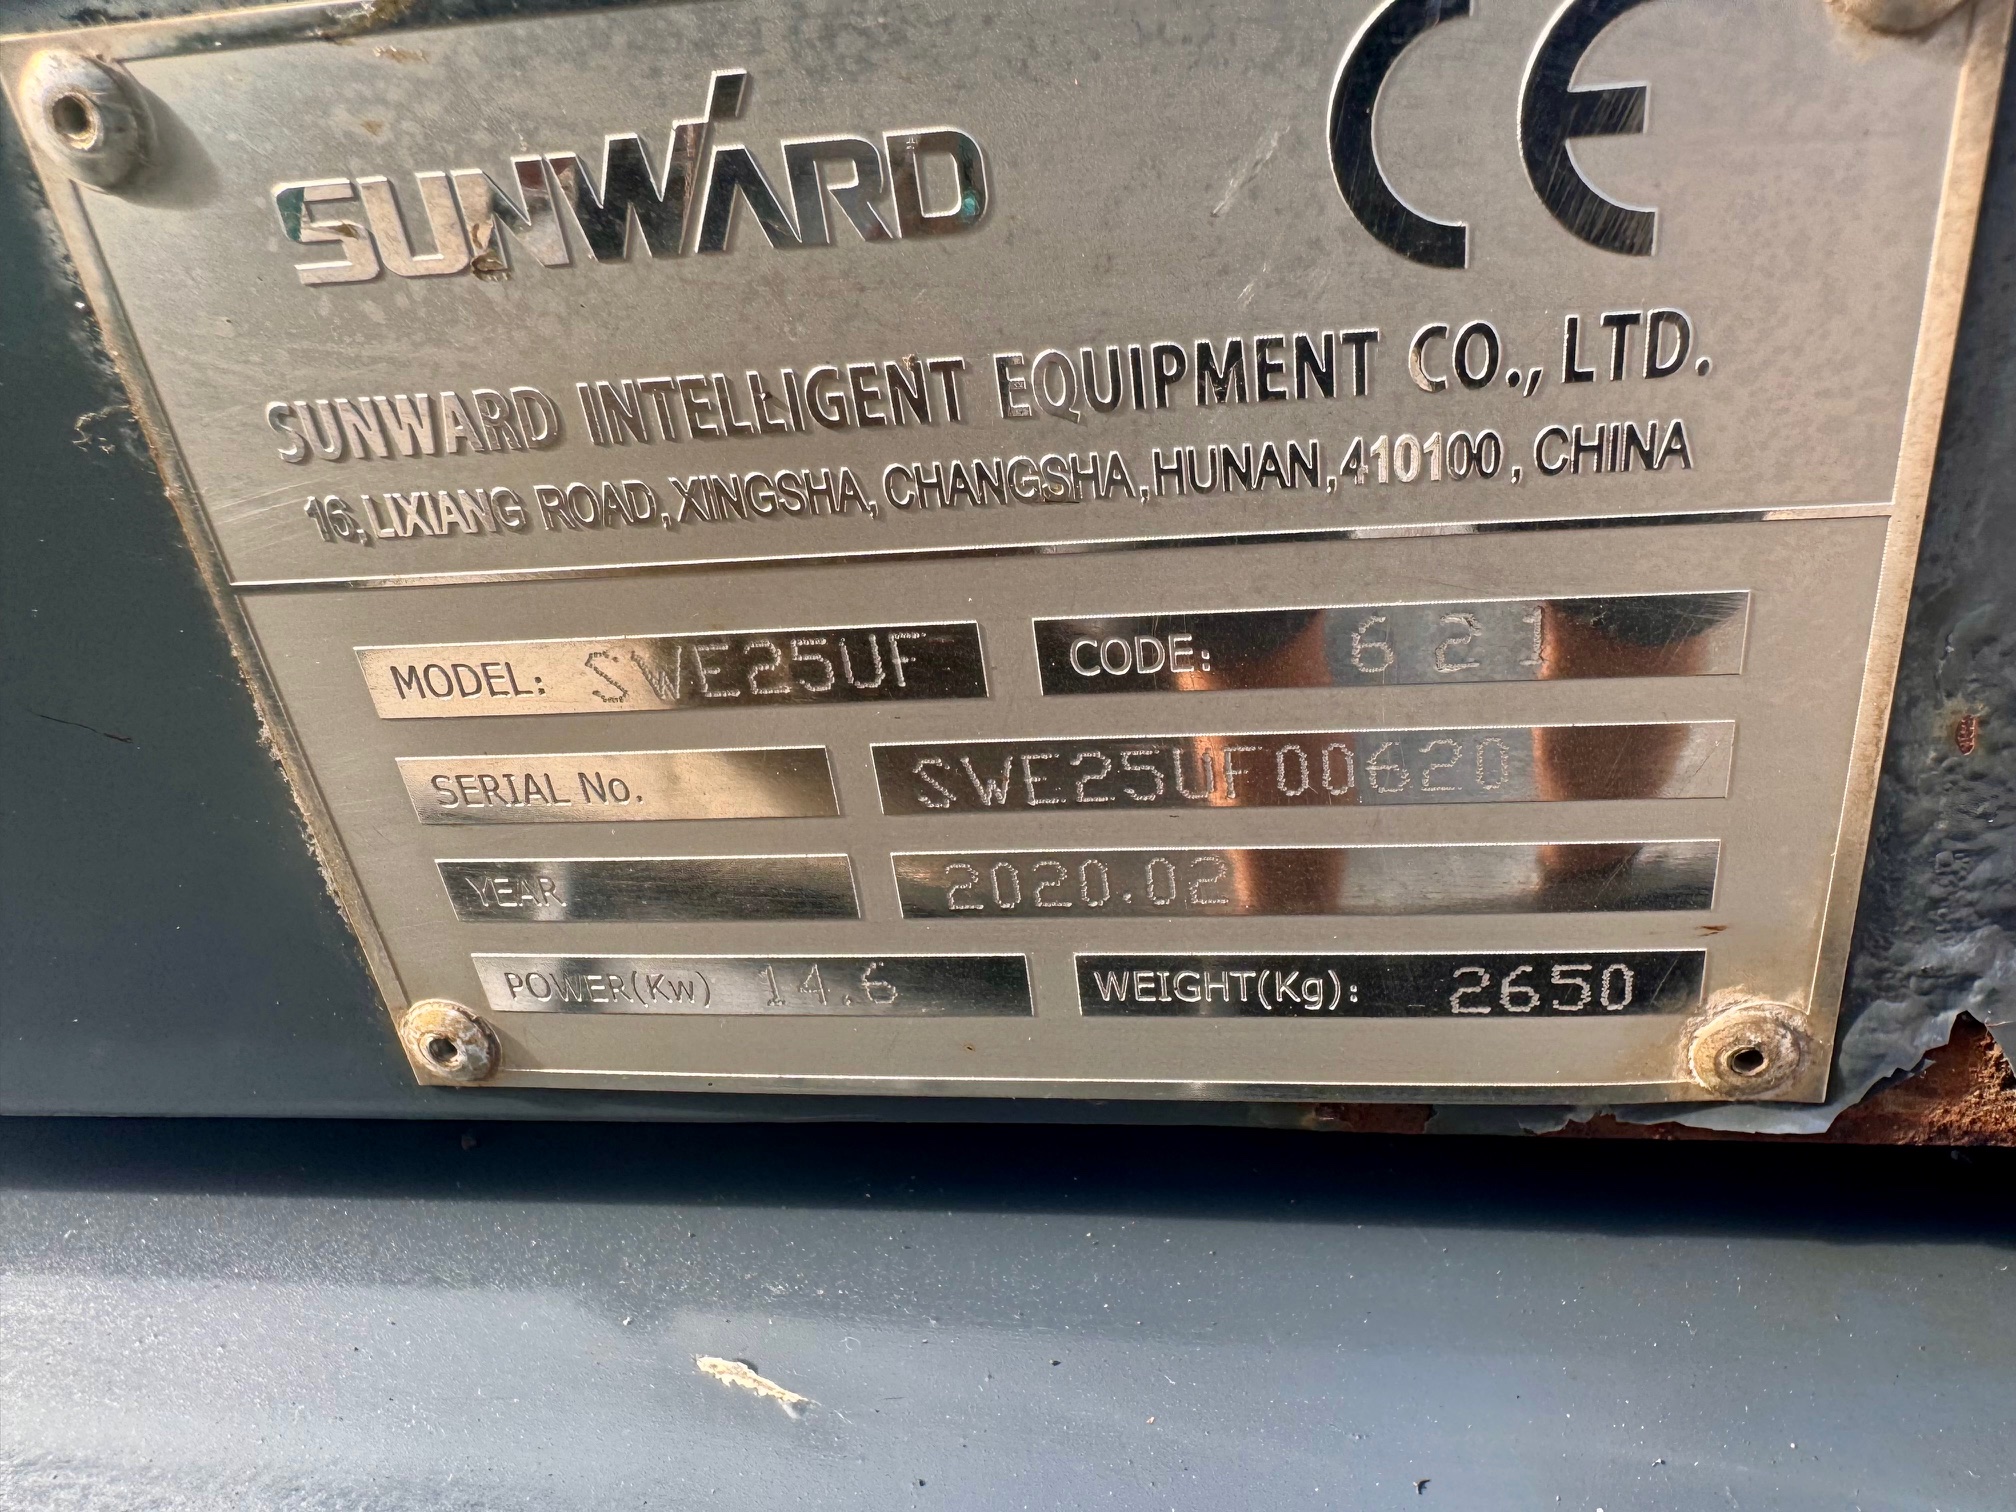 SUNWARD
CE
SUNWARD INTELLIGENT EQUIPMENT CO., LTD.
16, LIXIANG ROAD, XINGSHA, CHANGSHA, HUNAN, 410100, CHINA
MODEL: SWE25UF CODE: 621
SERIAL No. SWE25UF00620
YEAR 2020.02
POWER(Kw) 14.6 WEIGHT(Kg): 2650